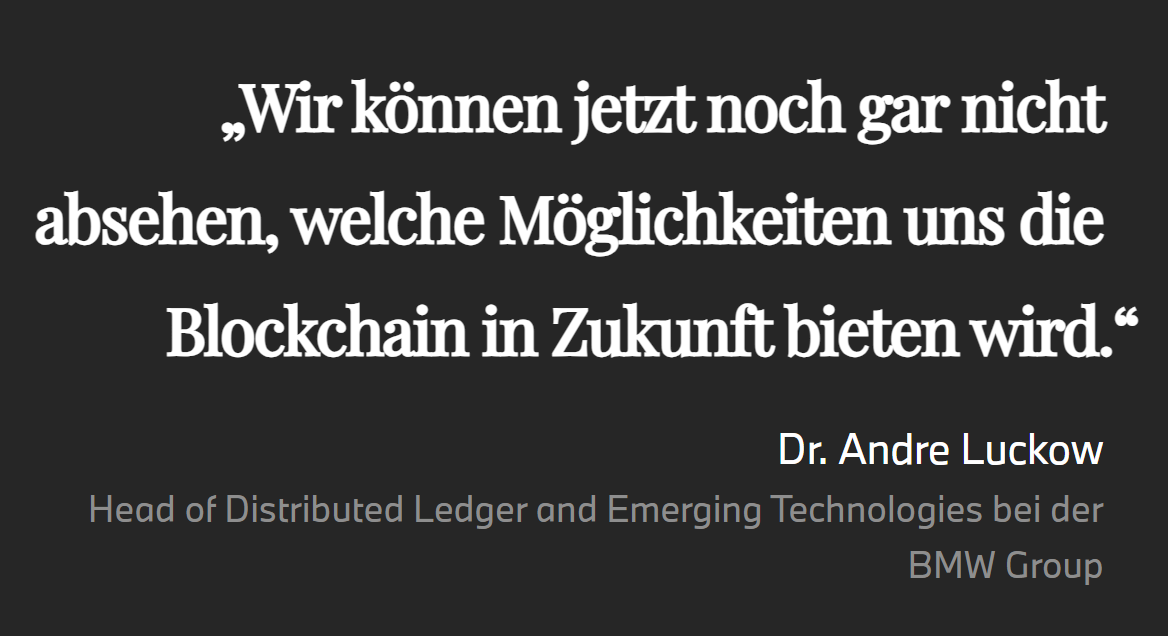 „Wir können jetzt noch gar nicht
absehen, welche Möglichkeiten uns die
Blockchain in Zukunft bieten wird.“
Dr. Andre Luckow
Head of Distributed Ledger and Emerging Technologies bei der
BMW Group